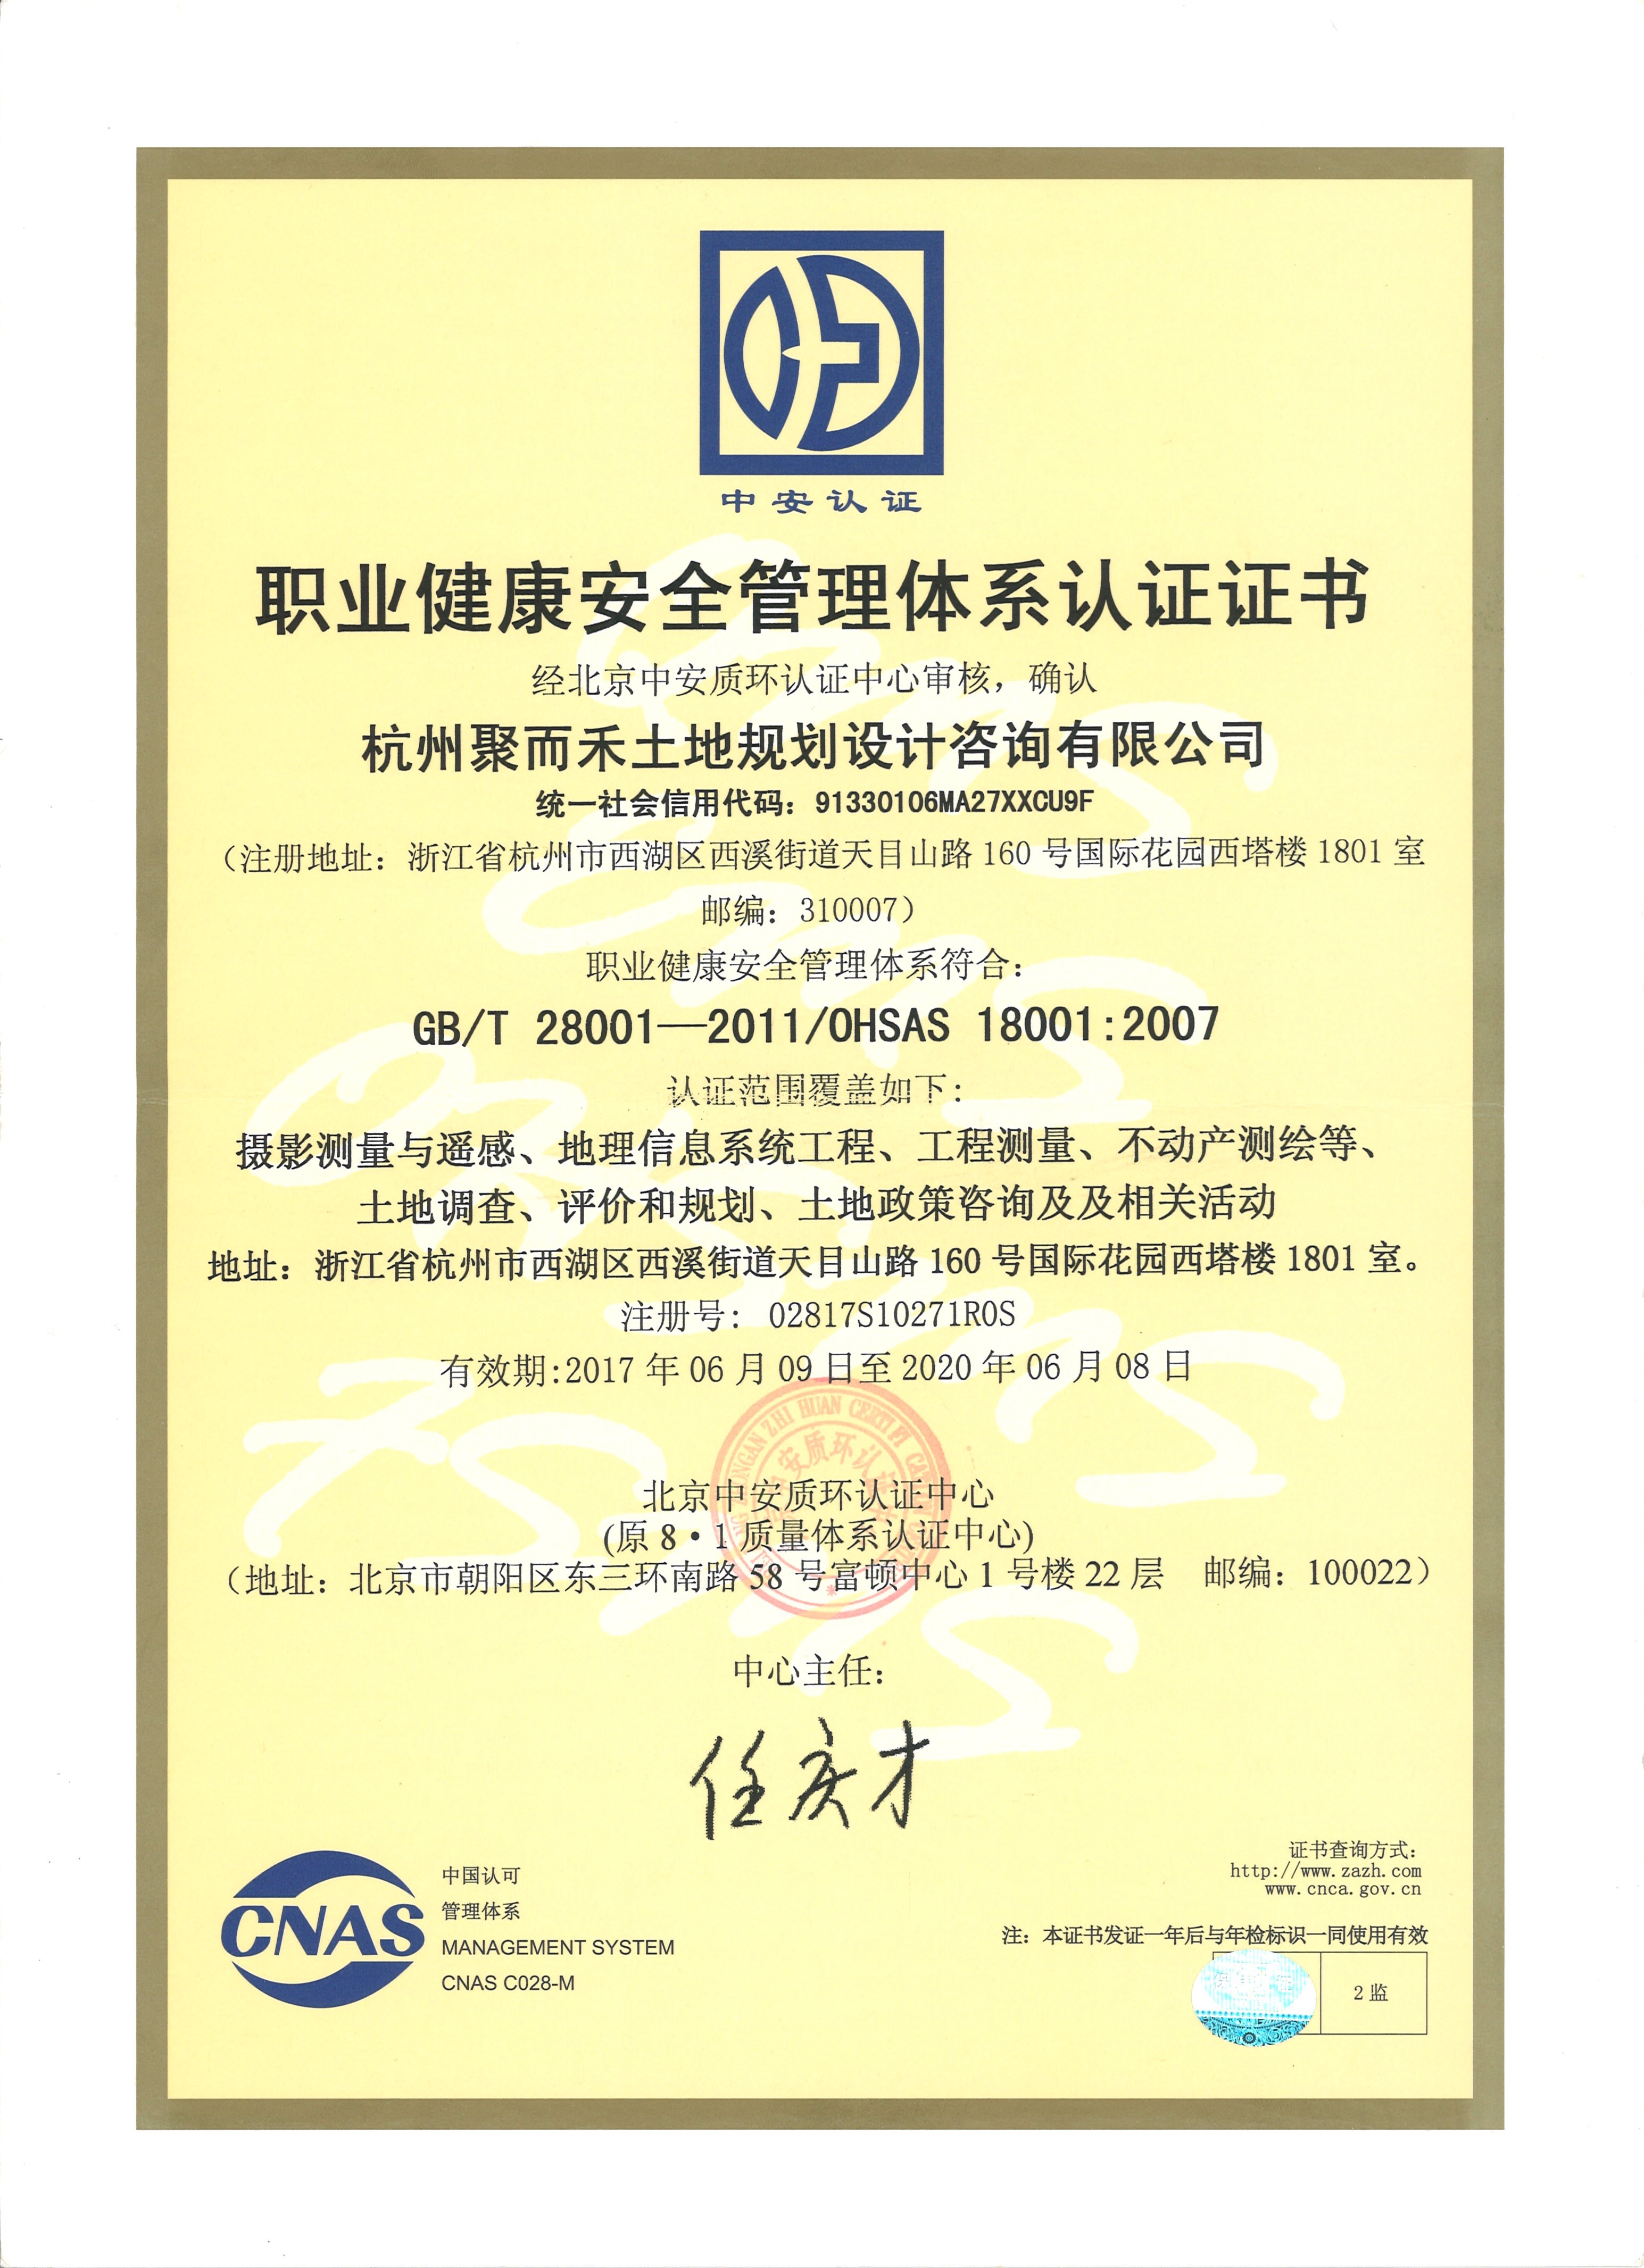 中安认证
职业健康安全管理体系认证证书
经北京中安质环认证中心审核，确认
杭州聚而禾土地规划设计咨询有限公司
统一社会信用代码：91330106MA27XXCU9F
（注册地址：浙江省杭州市西湖区西溪街道天目山路 160 号国际花园西塔楼 1801 室
邮编：310007）
职业健康安全管理体系符合：
GB/T 28001—2011/OHSAS 18001:2007
认证范围覆盖如下：
摄影测量与遥感、地理信息系统工程、工程测量、不动产测绘等、
土地调查、评价和规划、土地政策咨询及及相关活动
地址：浙江省杭州市西湖区西溪街道天目山路 160 号国际花园西塔楼 1801 室。
注册号： 02817S10271R0S
有效期:2017 年 06 月 09 日至 2020 年 06 月 08 日
北京中安质环认证中心
(原 8·1 质量体系认证中心)
（地址：北京市朝阳区东三环南路 58 号富顿中心 1 号楼 22 层 邮编：100022）
中心主任：
任庆才
CNAS
中国认可
管理体系
MANAGEMENT SYSTEM
CNAS C028-M
证书查询方式：
http://www.zazh.com
www.cnca.gov.cn
注：本证书发证一年后与年检标识一同使用有效
2 监